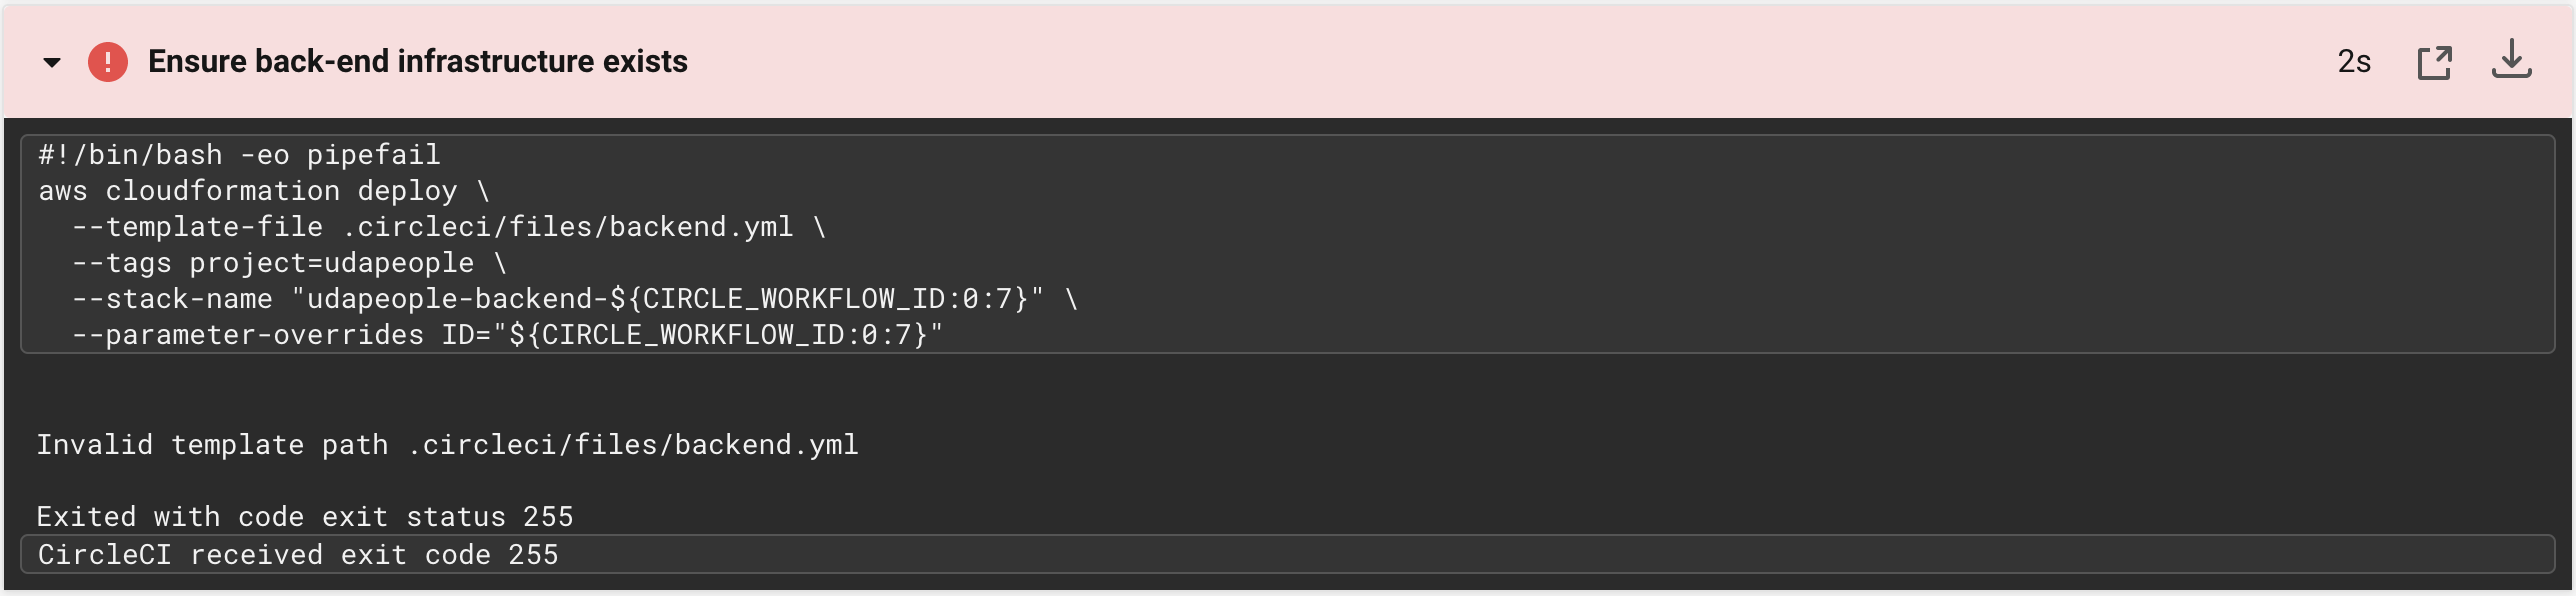 Ensure back-end infrastructure exists
2s
#!/bin/bash -eo pipefail
aws cloudformation deploy \
  --template-file .circleci/files/backend.yml \
  --tags project=udapeople \
  --stack-name "udapeople-backend-${CIRCLE_WORKFLOW_ID:0:7}" \
  --parameter-overrides ID="${CIRCLE_WORKFLOW_ID:0:7}"
Invalid template path .circleci/files/backend.yml
Exited with code exit status 255
CircleCI received exit code 255